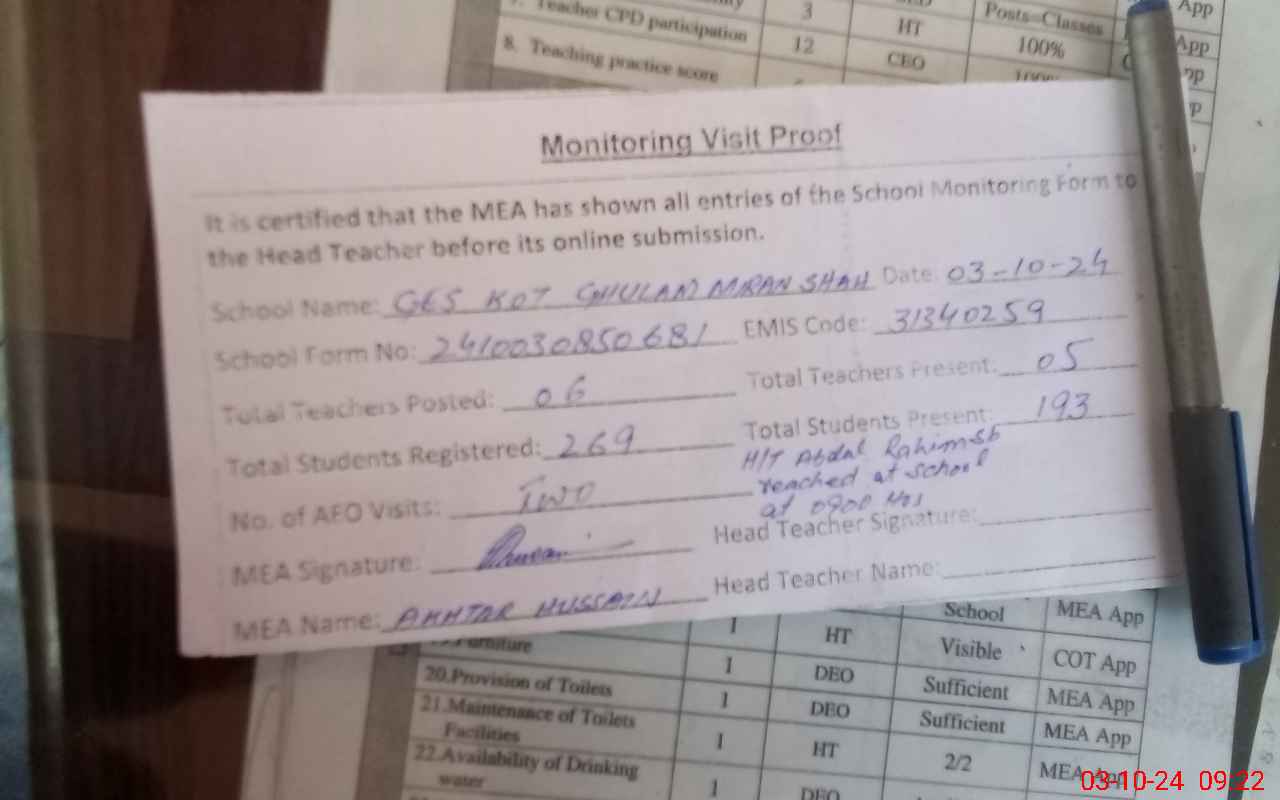 7. Teacher CPD participation 3 HT Posts=Classes App
8. Teaching practice score 12 CEO 100% App
Monitoring Visit Proof
It is certified that the MEA has shown all entries of the School Monitoring Form to
the Head Teacher before its online submission.
School Name: GES KOT GHULAM MIRAN SHAH Date: 03-10-24
School Form No: 2410030850681 EMIS Code: 31340259
Total Teachers Posted: 06 Total Teachers Present: 05
Total Students Registered: 269 Total Students Present: 193
H/T Abdal Rahim sb
reached at school
at 0900 Hrs
No. of AEO Visits: TWO
MEA Signature: Head Teacher Signature:
MEA Name: AKHTAR HUSSAIN Head Teacher Name:
School MEA App
Furniture 1 HT Visible COT App
20.Provision of Toilets 1 DEO Sufficient MEA App
21.Maintenance of Toilets 1 DEO Sufficient MEA App
Facilities
22.Availability of Drinking 1 HT 2/2 MEA App
water 1 DEO
03-10-24 09:22